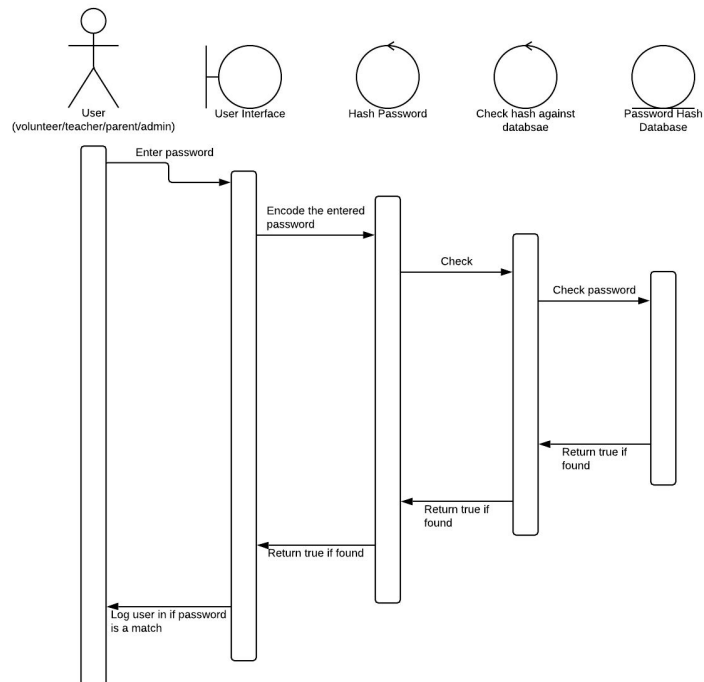 User
(volunteer/teacher/parent/admin)
User Interface
Hash Password
Check hash against
databsae
Password Hash
Database
Enter password
Encode the entered
password
Check
Check password
Return true if
found
Return true if
found
Return true if found
Log user in if password
is a match